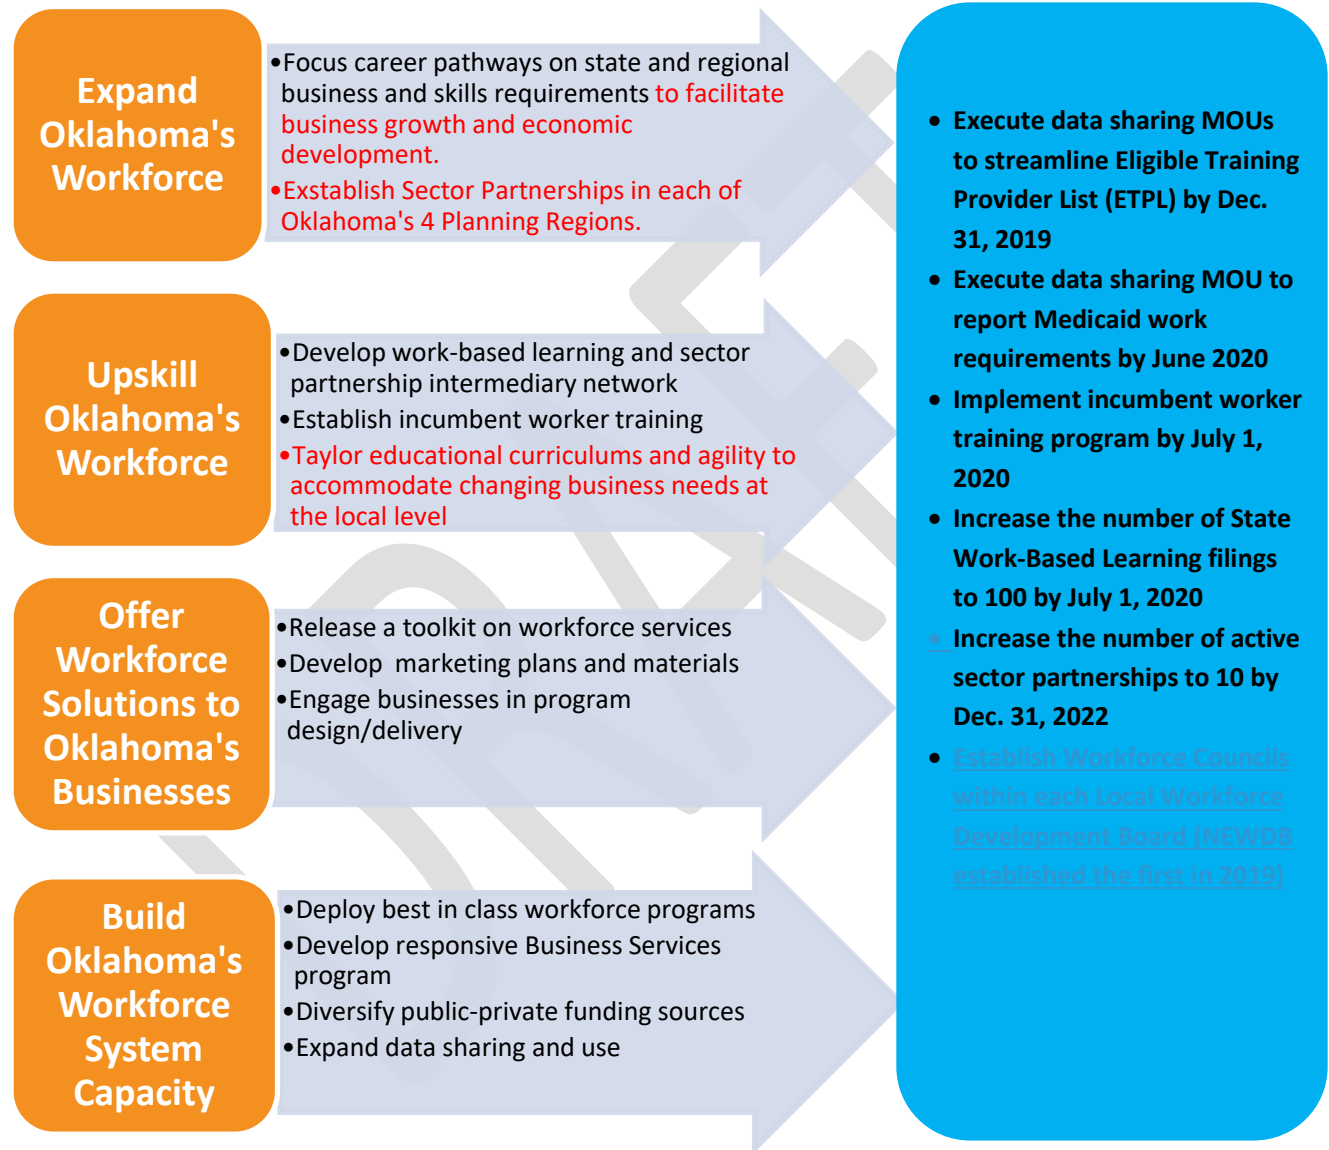 Expand
Oklahoma's
Workforce
•Focus career pathways on state and regional
business and skills requirements to facilitate
business growth and economic
development.
•Exstablish Sector Partnerships in each of
Oklahoma's 4 Planning Regions.
Upskill
Oklahoma's
Workforce
•Develop work-based learning and sector
partnership intermediary network
•Establish incumbent worker training
•Taylor educational curriculums and agility to
accommodate changing business needs at
the local level
Offer
Workforce
Solutions to
Oklahoma's
Businesses
•Release a toolkit on workforce services
•Develop  marketing plans and materials
•Engage businesses in program
design/delivery
Build
Oklahoma's
Workforce
System
Capacity
•Deploy best in class workforce programs
•Develop responsive Business Services
program
•Diversify public-private funding sources
•Expand data sharing and use
• Execute data sharing MOUs
to streamline Eligible Training
Provider List (ETPL) by Dec.
31, 2019
• Execute data sharing MOU to
report Medicaid work
requirements by June 2020
• Implement incumbent worker
training program by July 1,
2020
• Increase the number of State
Work-Based Learning filings
to 100 by July 1, 2020
• Increase the number of active
sector partnerships to 10 by
Dec. 31, 2022
• Establish Workforce Councils
within each Local Workforce
Development Board (NEWDB
established the first in 2019)
DRAFT